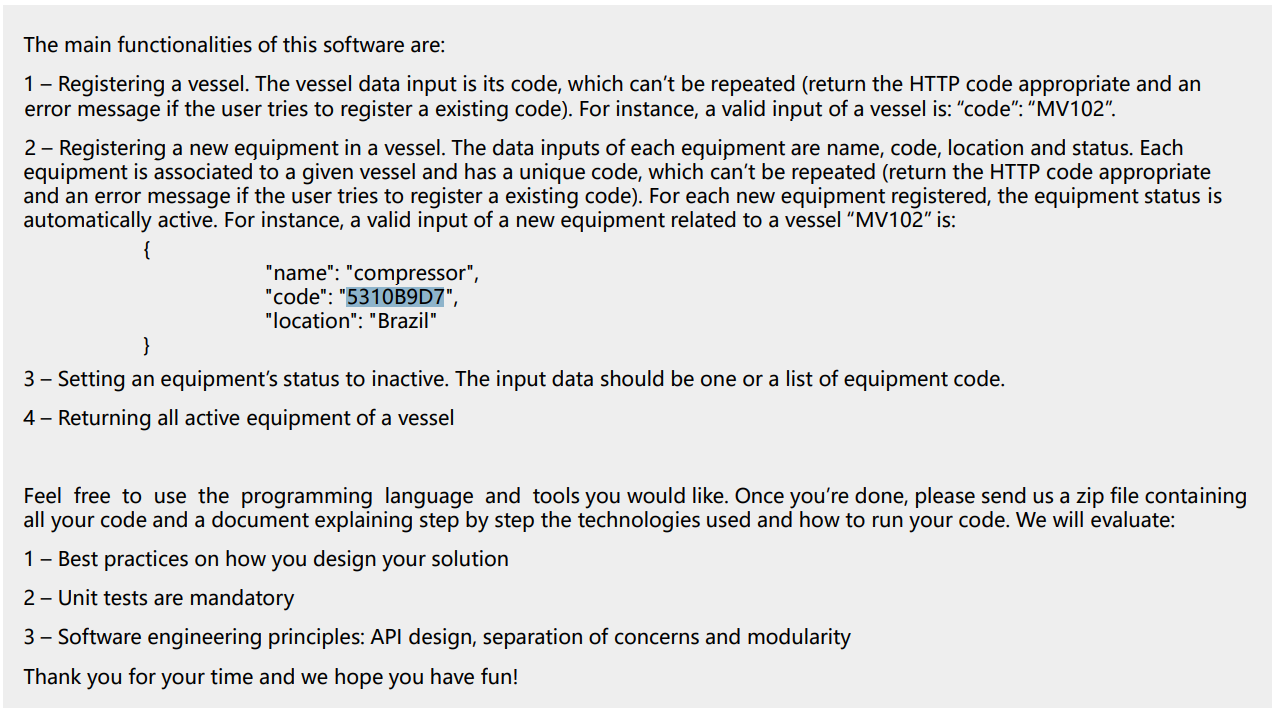 The main functionalities of this software are:
1 – Registering a vessel. The vessel data input is its code, which can’t be repeated (return the HTTP code appropriate and an
error message if the user tries to register a existing code). For instance, a valid input of a vessel is: “code”: “MV102”.
2 – Registering a new equipment in a vessel. The data inputs of each equipment are name, code, location and status. Each
equipment is associated to a given vessel and has a unique code, which can’t be repeated (return the HTTP code appropriate
and an error message if the user tries to register a existing code). For each new equipment registered, the equipment status is
automatically active. For instance, a valid input of a new equipment related to a vessel “MV102” is:
{
"name": "compressor",
"code": "5310B9D7",
"location": "Brazil"
}
3 – Setting an equipment’s status to inactive. The input data should be one or a list of equipment code.
4 – Returning all active equipment of a vessel
Feel free to use the programming language and tools you would like. Once you’re done, please send us a zip file containing
all your code and a document explaining step by step the technologies used and how to run your code. We will evaluate:
1 – Best practices on how you design your solution
2 – Unit tests are mandatory
3 – Software engineering principles: API design, separation of concerns and modularity
Thank you for your time and we hope you have fun!